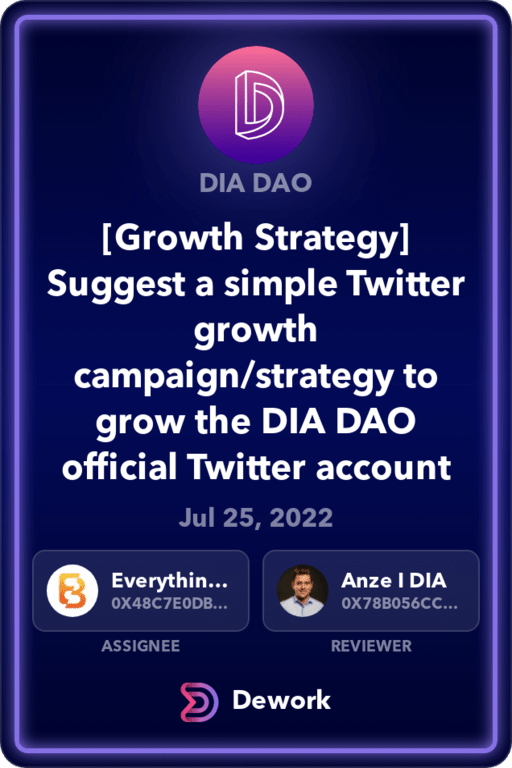 DIA DAO
[Growth Strategy]
Suggest a simple Twitter
growth
campaign/strategy to
grow the DIA DAO
official Twitter account
Jul 25, 2022
Everythin...
0X48C7E0DB...
ASSIGNEE
Anze I DIA
0X78B056CC...
REVIEWER
Dework